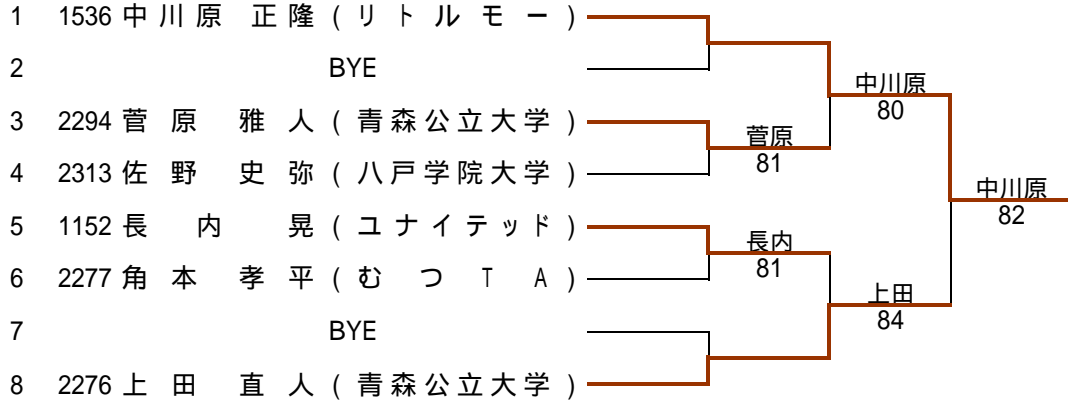 1 1536 中川原 正隆 (リトルモー)
2 BYE
中川原
80
3 2294 菅原 雅人 (青森公立大学)
菅原
81
4 2313 佐野 史弥 (八戸学院大学)
中川原
82
5 1152 長内 晃 (ユナイテッド)
長内
81
6 2277 角本 孝平 (むつTA)
上田
84
7 BYE
8 2276 上田 直人 (青森公立大学)